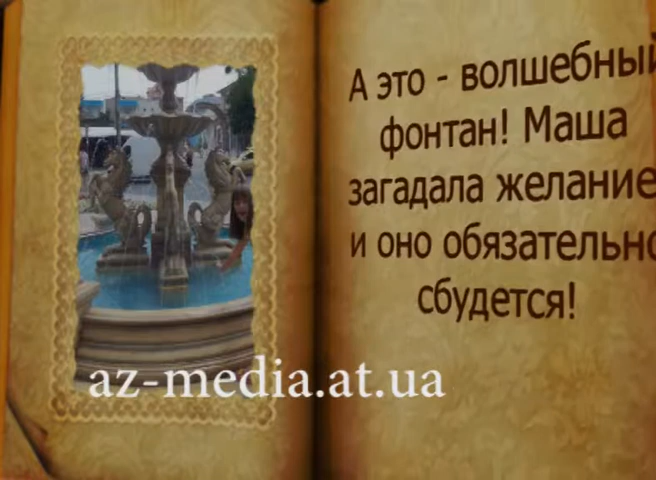 А это - волшебный
фонтан! Маша
загадала желание
и оно обязательно
сбудется!
az-media.at.ua